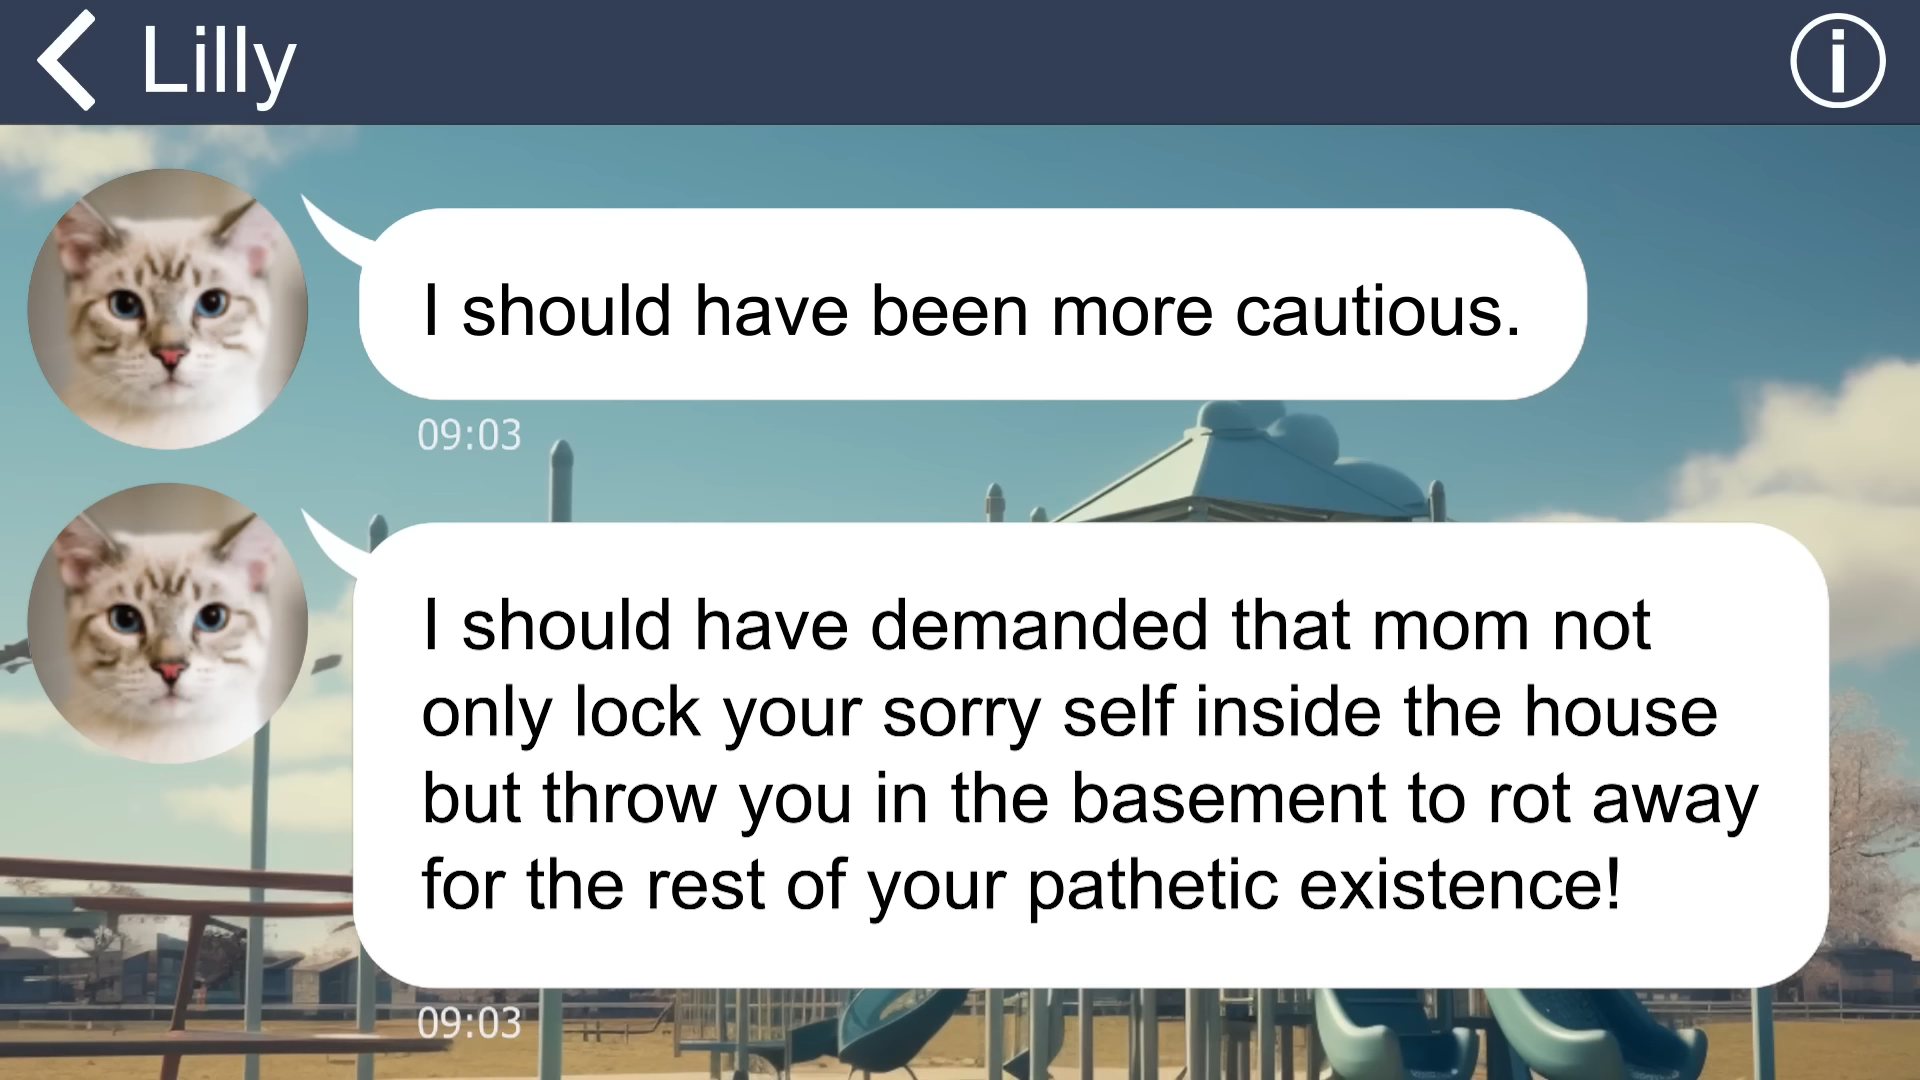 Lilly
I should have been more cautious.
09:03
I should have demanded that mom not
only lock your sorry self inside the house
but throw you in the basement to rot away
for the rest of your pathetic existence!
09:03